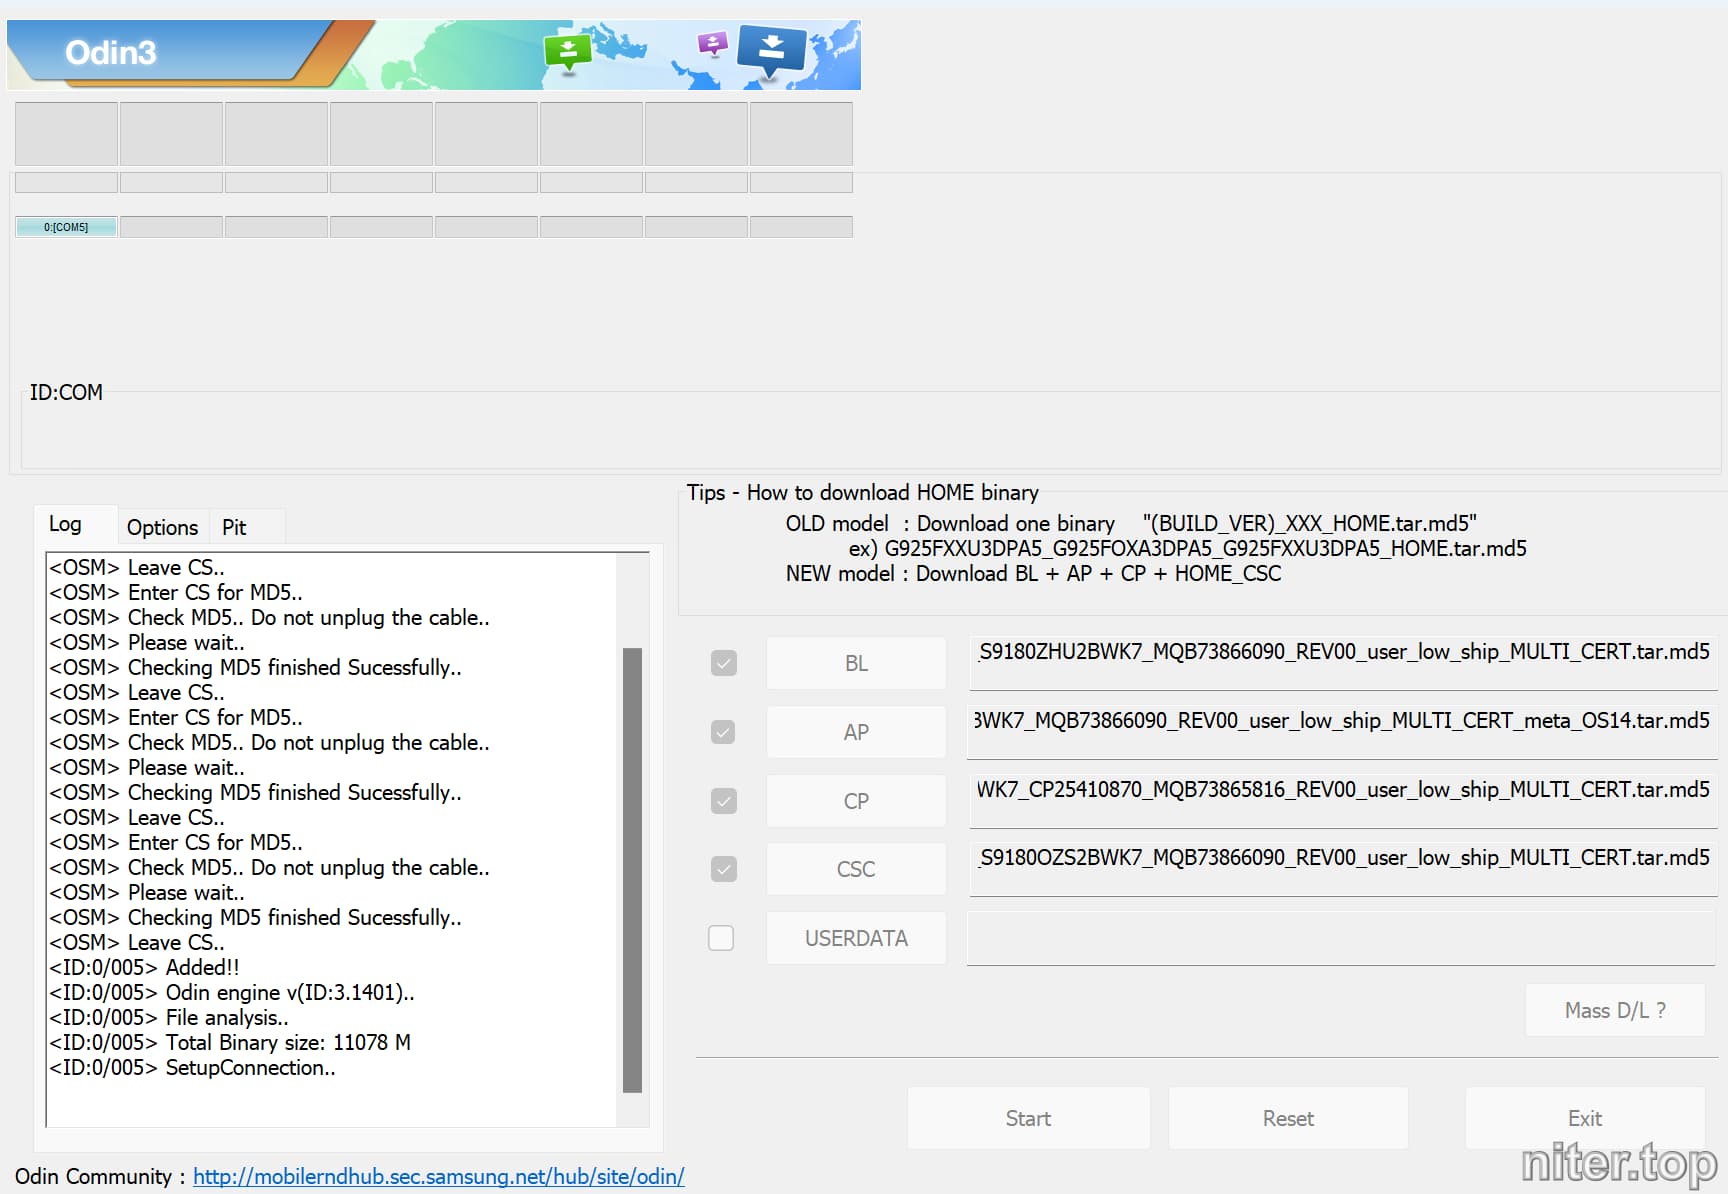 Odin3
0:[COM5]
ID:COM
Log
Options
Pit
<OSM> Leave CS..
<OSM> Enter CS for MD5..
<OSM> Check MD5.. Do not unplug the cable..
<OSM> Please wait..
<OSM> Checking MD5 finished Sucessfully..
<OSM> Leave CS..
<OSM> Enter CS for MD5..
<OSM> Check MD5.. Do not unplug the cable..
<OSM> Please wait..
<OSM> Checking MD5 finished Sucessfully..
<OSM> Leave CS..
<OSM> Enter CS for MD5..
<OSM> Check MD5.. Do not unplug the cable..
<OSM> Please wait..
<OSM> Checking MD5 finished Sucessfully..
<OSM> Leave CS..
<ID:0/005> Added!!
<ID:0/005> Odin engine v(ID:3.1401)..
<ID:0/005> File analysis..
<ID:0/005> Total Binary size: 11078 M
<ID:0/005> SetupConnection..
Tips - How to download HOME binary
OLD model : Download one binary "(BUILD_VER)_XXX_HOME.tar.md5"
ex) G925FXXU3DPA5_G925FOXA3DPA5_G925FXXU3DPA5_HOME.tar.md5
NEW model : Download BL + AP + CP + HOME_CSC
BL _S9180ZHU2BWK7_MQB73866090_REV00_user_low_ship_MULTI_CERT.tar.md5
AP BWK7_MQB73866090_REV00_user_low_ship_MULTI_CERT_meta_OS14.tar.md5
CP WK7_CP25410870_MQB73865816_REV00_user_low_ship_MULTI_CERT.tar.md5
CSC _S9180OZS2BWK7_MQB73866090_REV00_user_low_ship_MULTI_CERT.tar.md5
USERDATA
Mass D/L ?
Start
Reset
Exit
Odin Community : http://mobilerndhub.sec.samsung.net/hub/site/odin/
niter.top